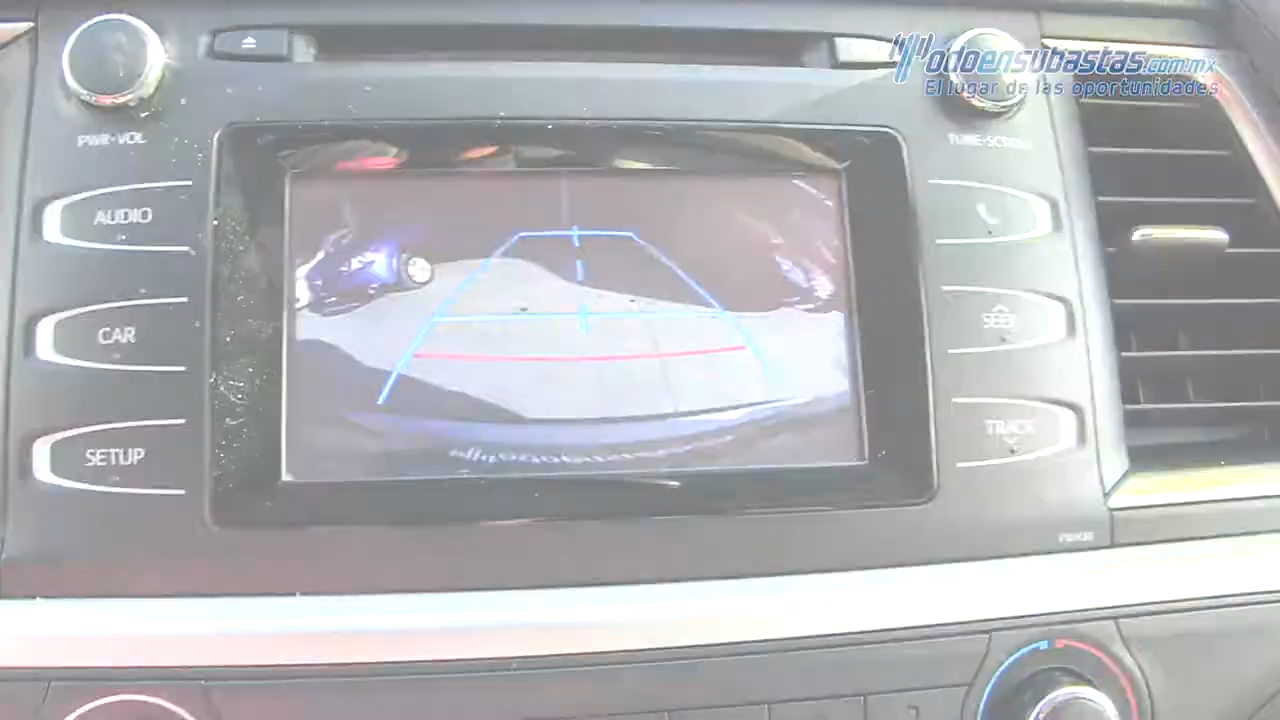 Todoensubastas.com.mx
El lugar de las oportunidades
PWR•VOL
TUNE•SCROLL
AUDIO
CAR
SEEK
SETUP
TRACK